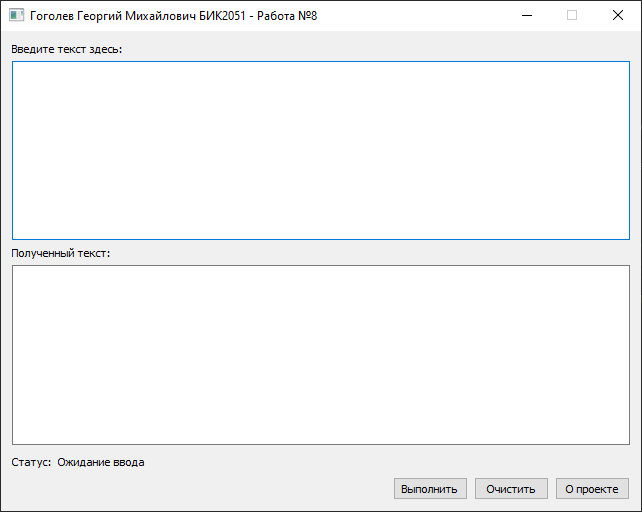 Гоголев Георгий Михайлович БИК2051 - Работа №8
Введите текст здесь:
Полученный текст:
Статус: Ожидание ввода
Выполнить Очистить О проекте